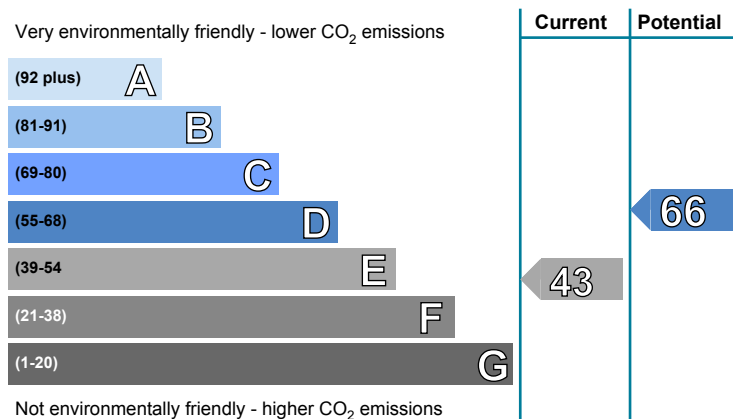 Current Potential
Very environmentally friendly - lower CO2 emissions
(92 plus) A
(81-91) B
(69-80) C
(55-68) D
66
(39-54 E
43
(21-38) F
(1-20) G
Not environmentally friendly - higher CO2 emissions